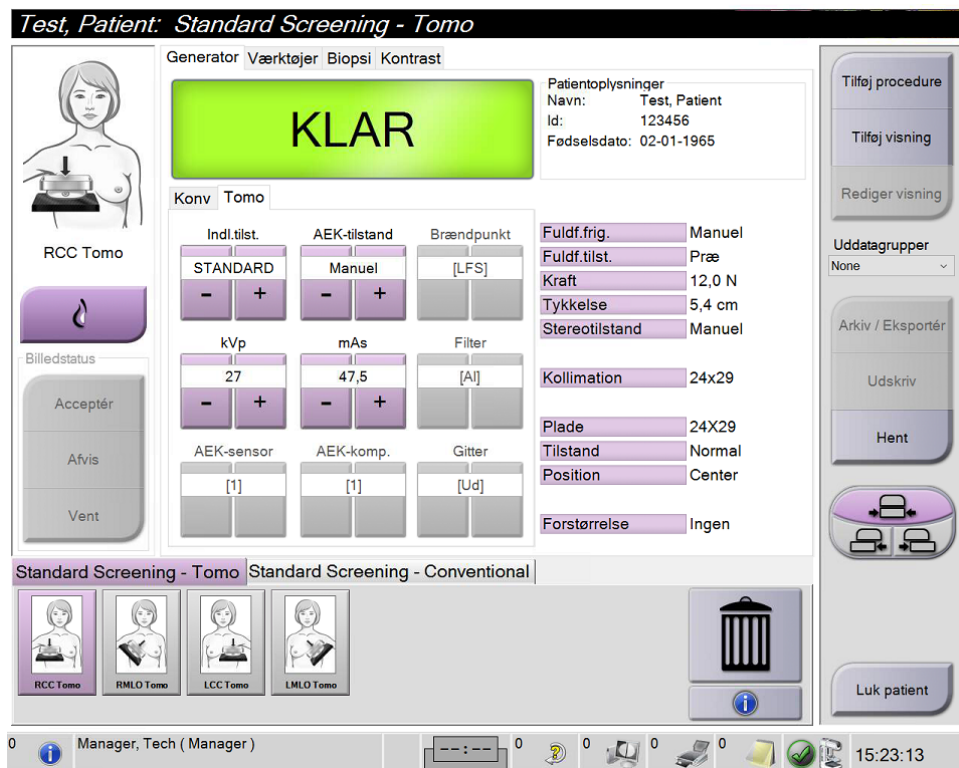 Test, Patient: Standard Screening - Tomo
Generator Værktøjer Biopsi Kontrast
KLAR
Patientoplysninger
Navn: Test, Patient
Id: 123456
Fødselsdato: 02-01-1965
RCC Tomo
Billedstatus
Acceptér
Afvis
Vent
Konv Tomo
Indl.tilst. AEK-tilstand Brændpunkt
STANDARD Manuel [LFS]
- + - +
kVp mAs Filter
27 47,5 [Al]
- + - +
AEK-sensor AEK-komp. Gitter
[1] [1] [Ud]
Fuldf.frig. Manuel
Fuldf.tilst. Præ
Kraft 12,0 N
Tykkelse 5,4 cm
Stereotilstand Manuel
Kollimation 24x29
Plade 24X29
Tilstand Normal
Position Center
Forstørrelse Ingen
Tilføj procedure
Tilføj visning
Rediger visning
Uddatagrupper
None
Arkiv / Eksportér
Udskriv
Hent
Luk patient
Standard Screening - Tomo Standard Screening - Conventional
RCC Tomo RMLO Tomo LCC Tomo LMLO Tomo
0 Manager, Tech ( Manager ) --:-- 0 0 0 0 15:23:13